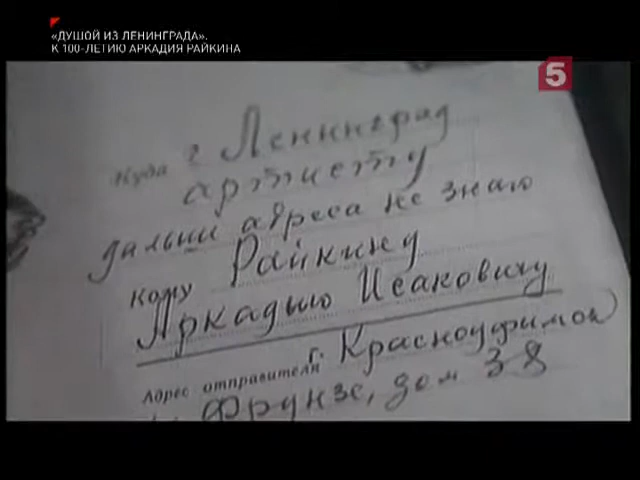 «ДУШОЙ ИЗ ЛЕНИНГРАДА».
К 100-ЛЕТИЮ АРКАДИЯ РАЙКИНА
5
Куда г Ленинград
артисту
дальши адреса не знаю
Кому Райкину
Аркадию Исаковичу
Адрес отправителя г. Красноуфимск
Фрунзе, дом 38